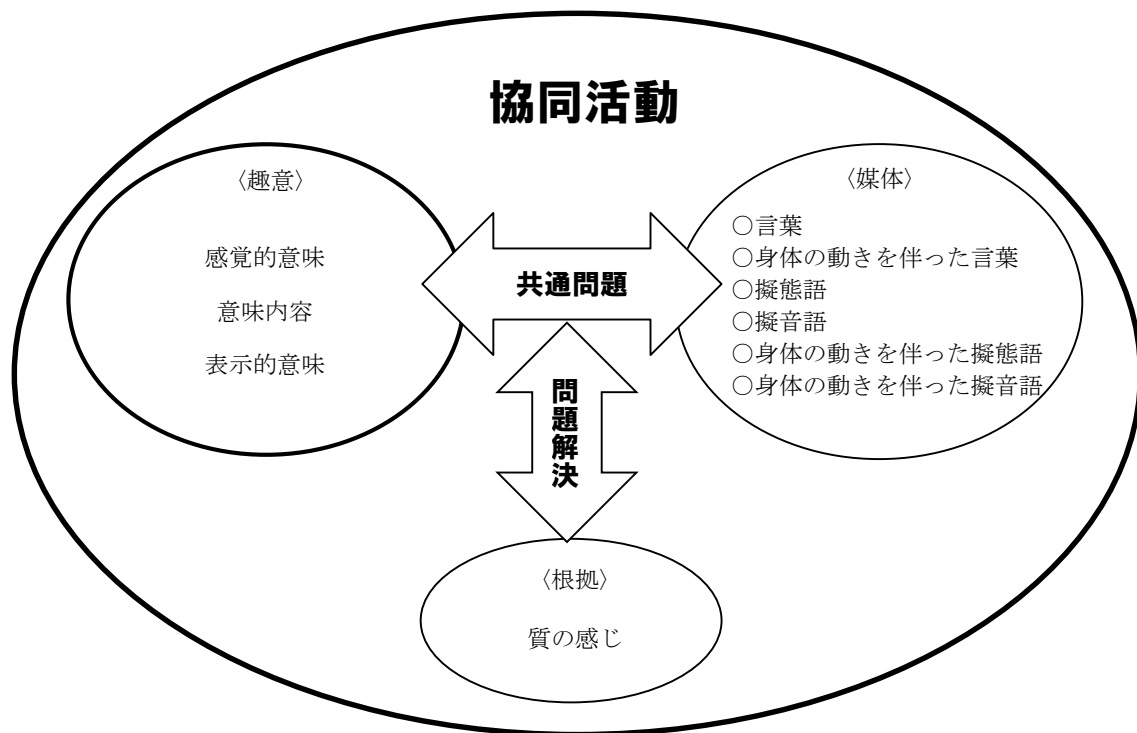 協同活動
〈趣意〉
感覚的意味
意味内容
表示的意味
共通問題
〈媒体〉
○言葉
○身体の動きを伴った言葉
○擬態語
○擬音語
○身体の動きを伴った擬態語
○身体の動きを伴った擬音語
問題解決
〈根拠〉
質の感じ